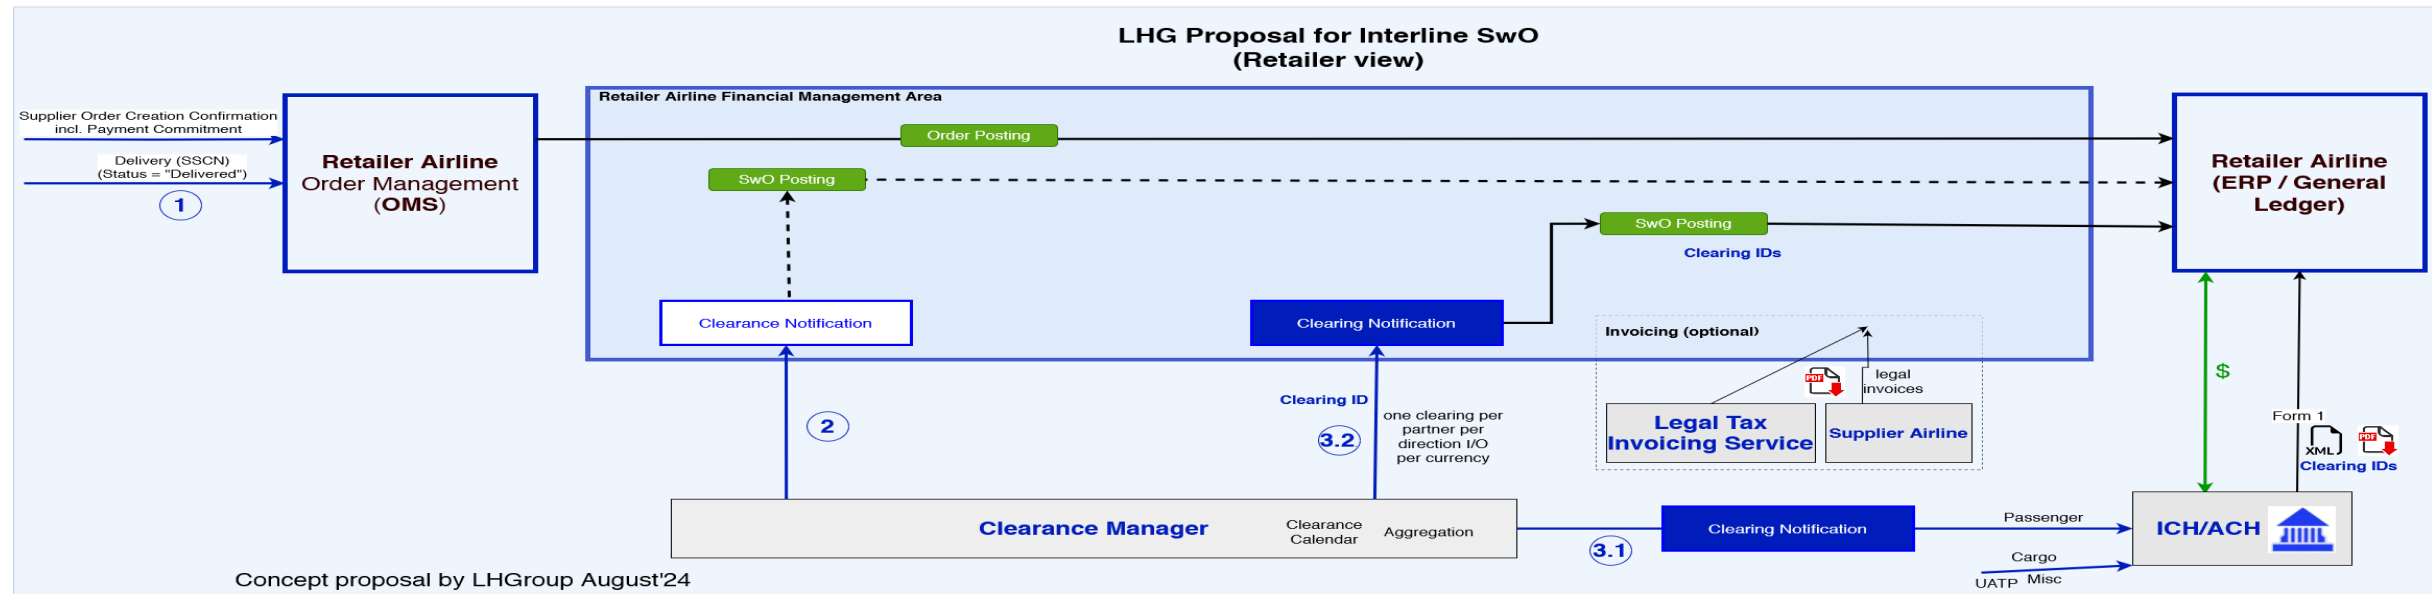 LHG Proposal for Interline SwO
(Retailer view)
Retailer Airline Financial Management Area
Supplier Order Creation Confirmation
incl. Payment Commitment
Delivery (SSCN)
(Status = "Delivered")
1
Retailer Airline
Order Management
(OMS)
Order Posting
SwO Posting
SwO Posting
Clearing IDs
Retailer Airline
(ERP / General
Ledger)
Clearance Notification
Clearing Notification
Invoicing (optional)
PDF
legal
invoices
Legal Tax
Invoicing Service
Supplier Airline
2
Clearing ID
3.2
one clearing per
partner per
direction I/O
per currency
$
Form 1
XML
PDF
Clearing IDs
Clearance Manager
Clearance
Calendar
Aggregation
3.1
Clearing Notification
Passenger
Cargo
UATP
Misc
ICH/ACH
Concept proposal by LHGroup August'24